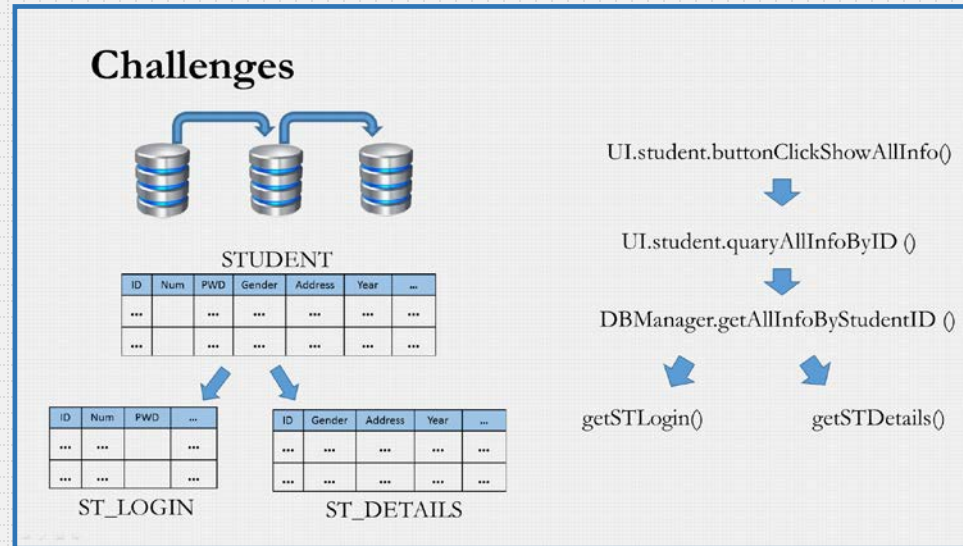 Challenges
STUDENT
ID Num PWD Gender Address Year ...
... ... ... ... ... ...
... ... ... ... ... ...
ID Num PWD ...
... ... ...
... ... ...
ST_LOGIN
ID Gender Address Year ...
... ... ... ... ...
... ... ... ... ...
ST_DETAILS
UI.student.buttonClickShowAllInfo()
UI.student.quaryAllInfoByID ()
DBManager.getAllInfoByStudentID ()
getSTLogin() getSTDetails()